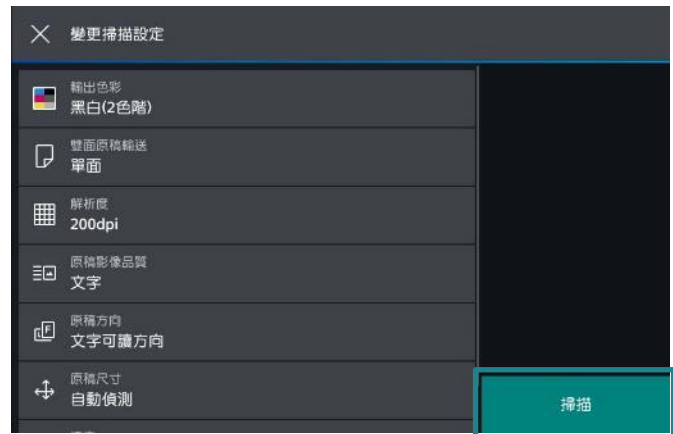 變更掃描設定
輸出色彩
黑白(2色階)
雙面原稿輸送
單面
解析度
200dpi
原稿影像品質
文字
原稿方向
文字可讀方向
原稿尺寸
自動偵測
掃描